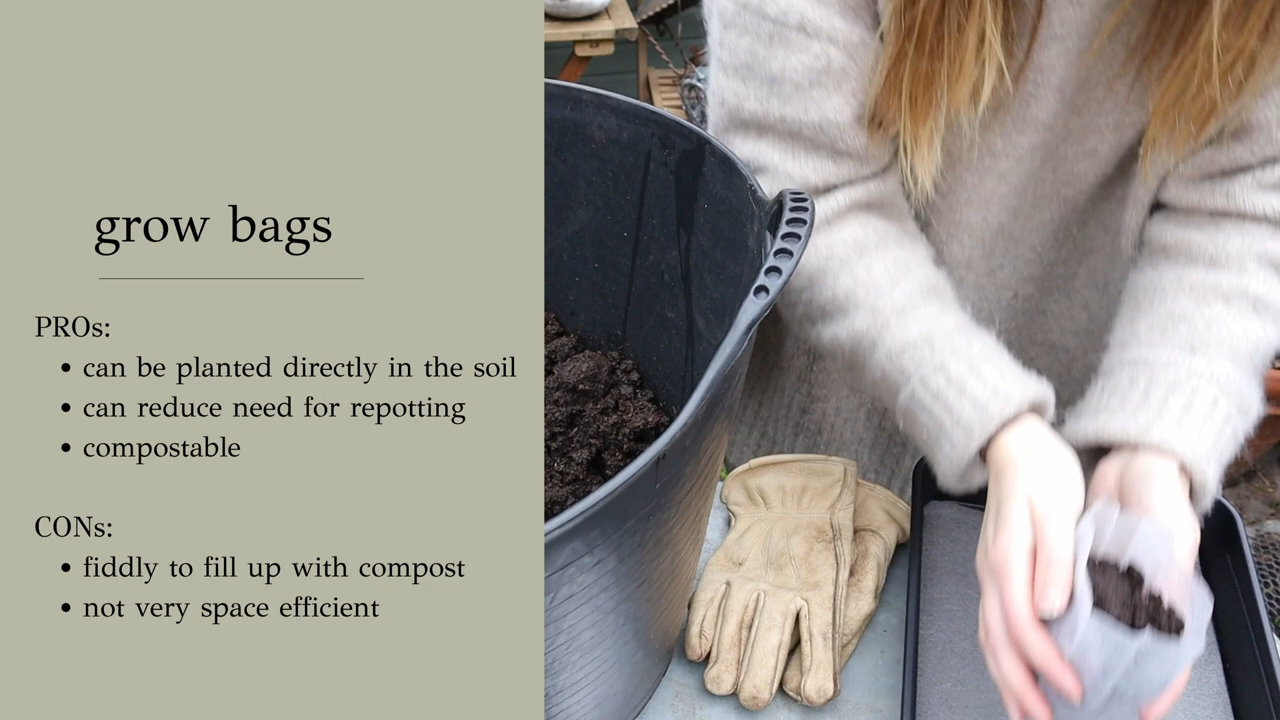 grow bags
PROs:
• can be planted directly in the soil
• can reduce need for repotting
• compostable
CONs:
• fiddly to fill up with compost
• not very space efficient